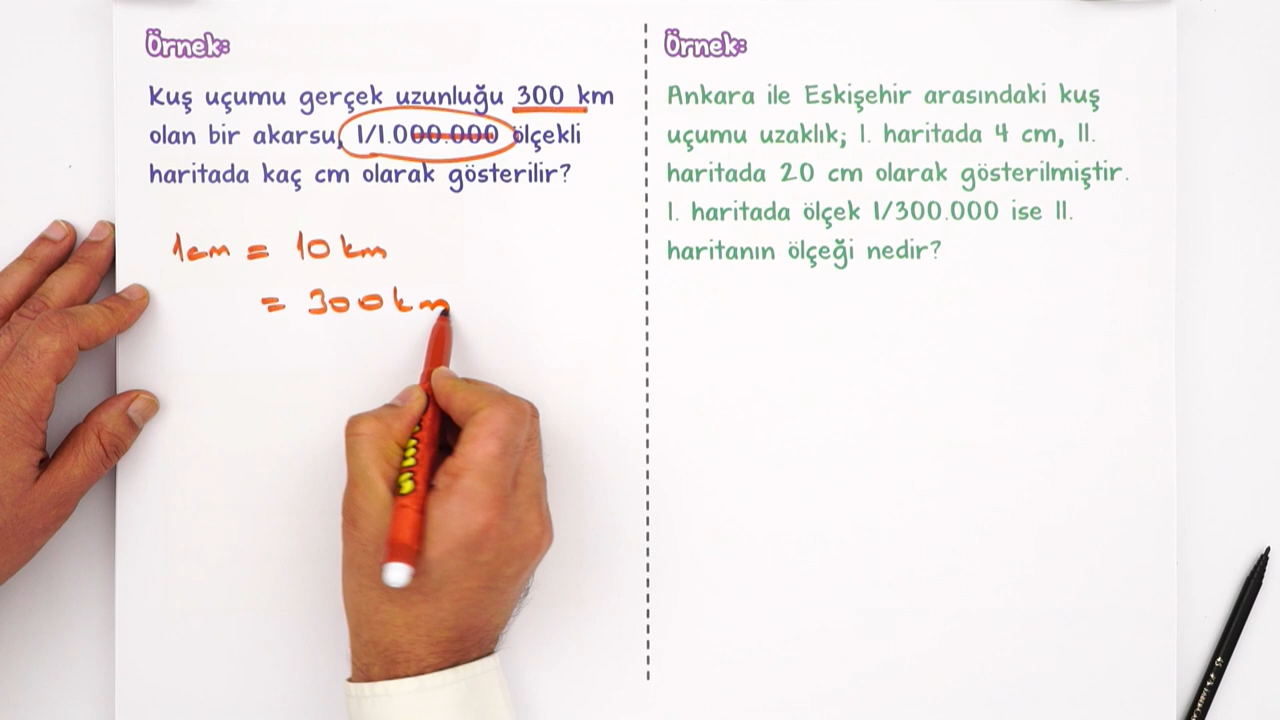 Örnek:
Kuş uçumu gerçek uzunluğu 300 km
olan bir akarsu, 1/1.000.000 ölçekli
haritada kaç cm olarak gösterilir?
1cm = 10 km
= 300 km
Örnek:
Ankara ile Eskişehir arasındaki kuş
uçumu uzaklık; I. haritada 4 cm, II.
haritada 20 cm olarak gösterilmiştir.
I. haritada ölçek 1/300.000 ise II.
haritanın ölçeği nedir?